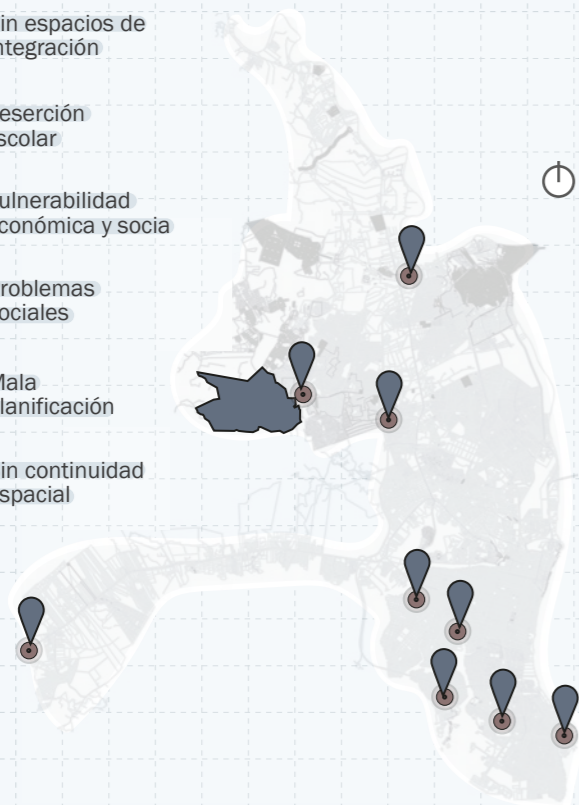 in espacios de
ntegración
eserción
scolar
ulnerabilidad
conómica y socia
roblemas
ociales
Mala
lanificación
in continuidad
spacial